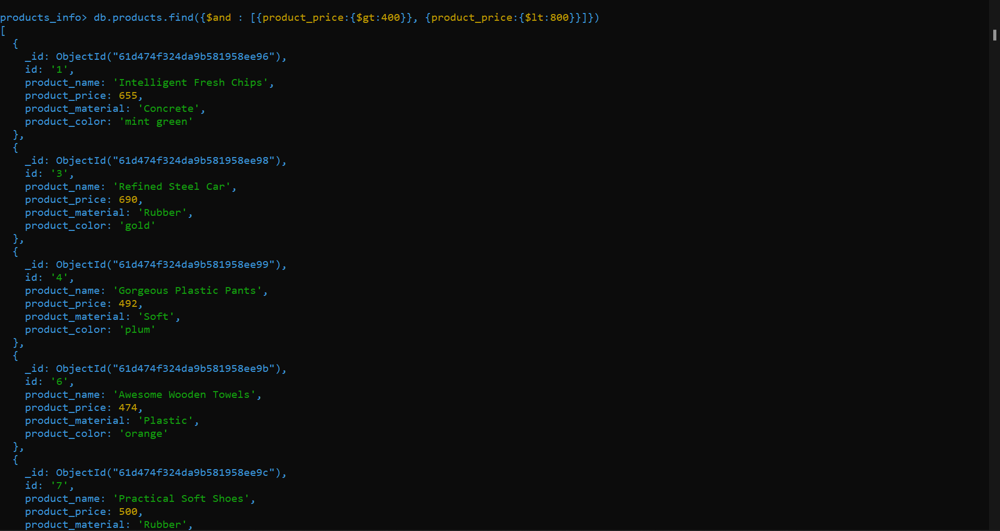 products_info> db.products.find({$and : [{product_price:{$gt:400}}, {product_price:{$lt:800}}]})
[
  {
    _id: ObjectId("61d474f324da9b581958ee96"),
    id: '1',
    product_name: 'Intelligent Fresh Chips',
    product_price: 655,
    product_material: 'Concrete',
    product_color: 'mint green'
  },
  {
    _id: ObjectId("61d474f324da9b581958ee98"),
    id: '3',
    product_name: 'Refined Steel Car',
    product_price: 690,
    product_material: 'Rubber',
    product_color: 'gold'
  },
  {
    _id: ObjectId("61d474f324da9b581958ee99"),
    id: '4',
    product_name: 'Gorgeous Plastic Pants',
    product_price: 492,
    product_material: 'Soft',
    product_color: 'plum'
  },
  {
    _id: ObjectId("61d474f324da9b581958ee9b"),
    id: '6',
    product_name: 'Awesome Wooden Towels',
    product_price: 474,
    product_material: 'Plastic',
    product_color: 'orange'
  },
  {
    _id: ObjectId("61d474f324da9b581958ee9c"),
    id: '7',
    product_name: 'Practical Soft Shoes',
    product_price: 500,
    product_material: 'Rubber',